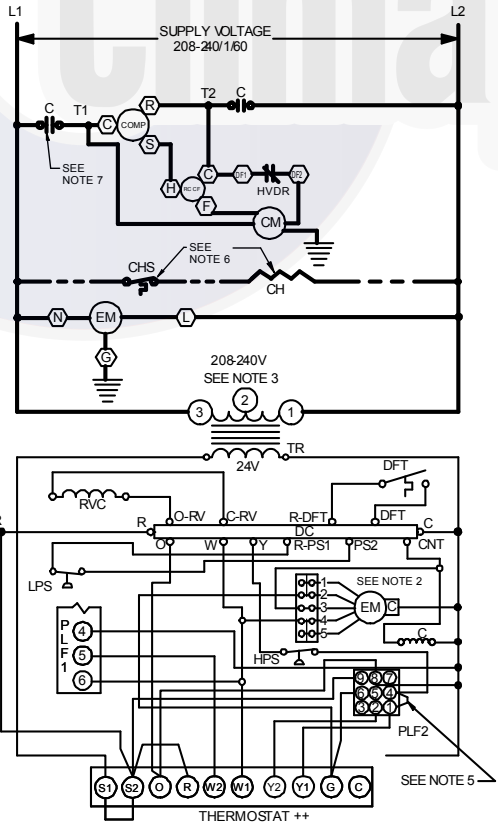 L1
L2
SUPPLY VOLTAGE
208-240/1/60
C
T1
C
COMP
R
S
T2
C
SEE
NOTE 7
H
RC CF
C
F
DF1
HVDR
DF2
CM
SEE
NOTE 6
CHS
CH
N
EM
L
G
208-240V
SEE NOTE 3
3
2
1
TR
24V
RVC
DFT
R
O-RV
C-RV
R-DFT
DFT
C
DC
O
W
Y
R-PS1
PS2
CNT
LPS
1
2
3
4
5
SEE NOTE 2
EM
C
C
P
L
F
1
4
5
6
HPS
9 8 7
6 5 4
3 2 1
PLF2
SEE NOTE 5
S1 S2 O R W2 W1 Y2 Y1 G C
THERMOSTAT ++